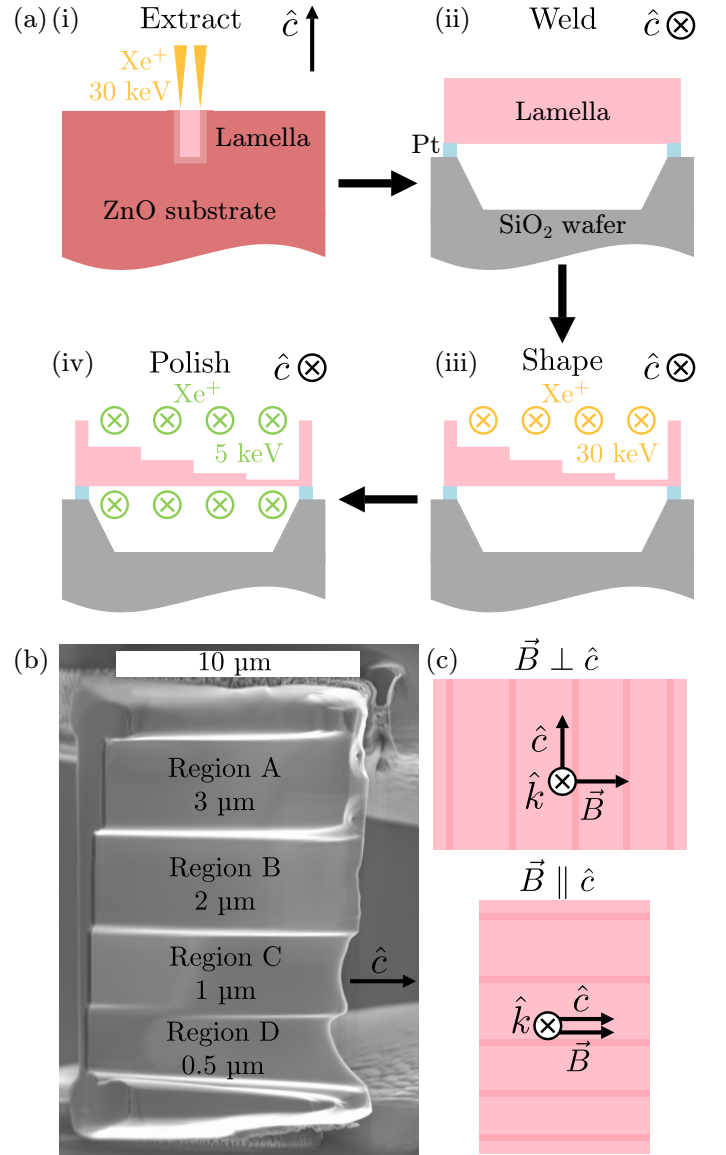 (a) (i) Extract ĉ
Xe⁺
30 keV
Lamella
ZnO substrate
(ii) Weld ĉ
Lamella
Pt
SiO₂ wafer
(iv) Polish ĉ
Xe⁺
5 keV
(iii) Shape ĉ
Xe⁺
30 keV
(b)
10 µm
Region A
3 µm
Region B
2 µm
Region C
1 µm
ĉ
Region D
0.5 µm
(c) B⃗ ⊥ ĉ
ĉ
k̂
B⃗
B⃗ ∥ ĉ
ĉ
k̂
B⃗